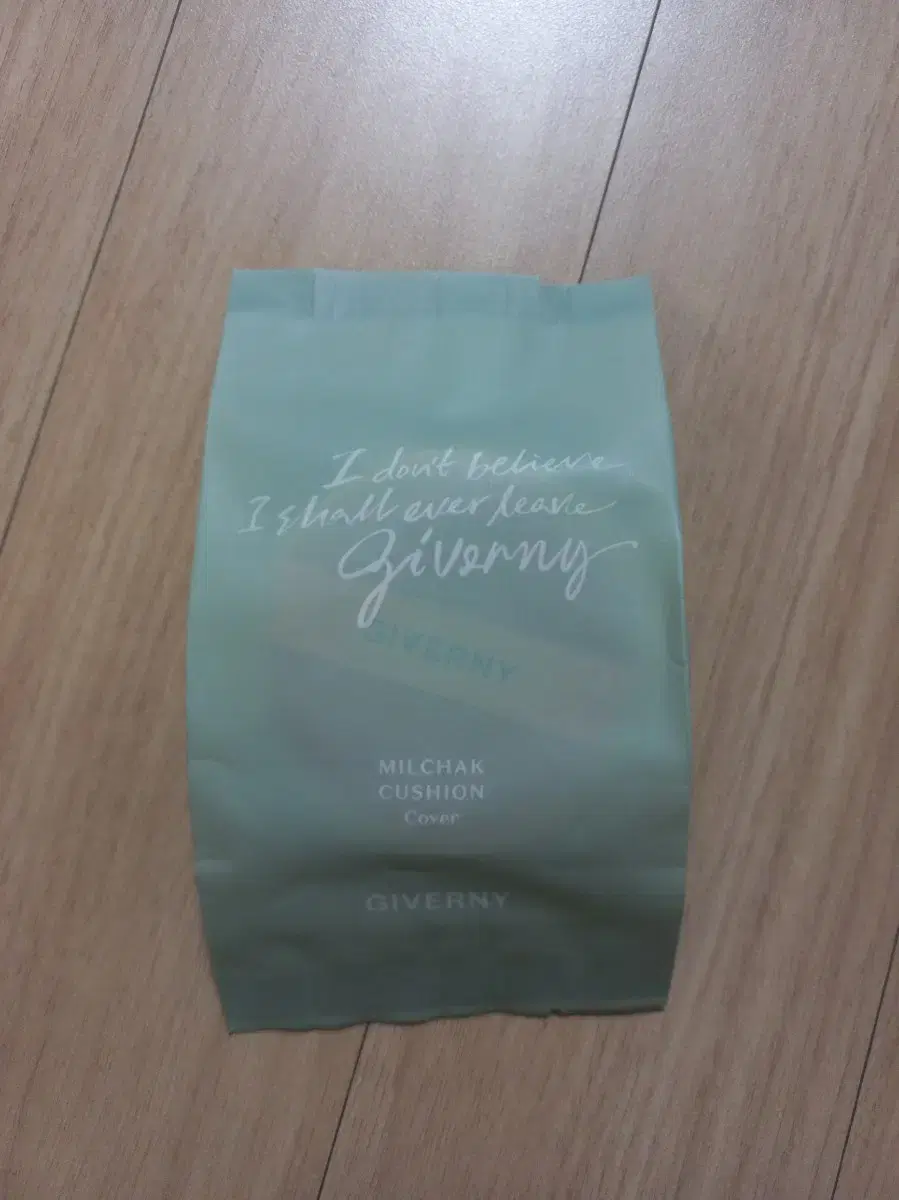 I don't believe
I shall ever leave
Giverny
GIVERNY
MILCHAK
CUSHION
Cover
GIVERNY